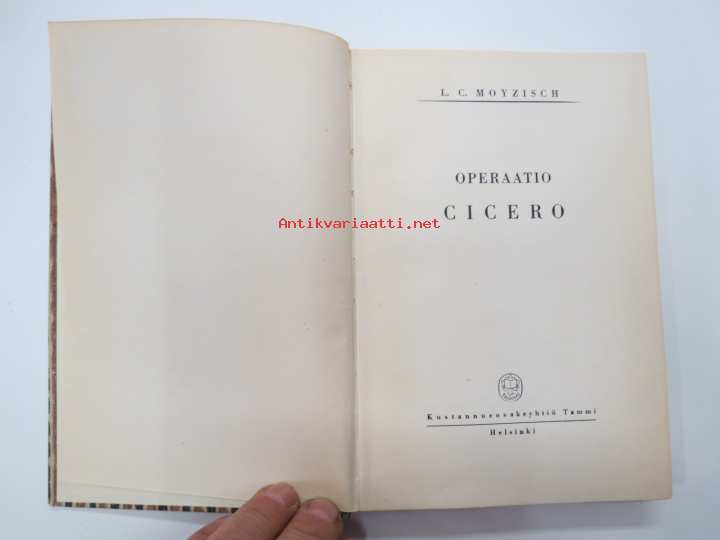 L. C. MOYZISCH
OPERAATIO
CICERO
Antikvariaatti.net
Kustannusosakeyhtiö Tammi
Helsinki